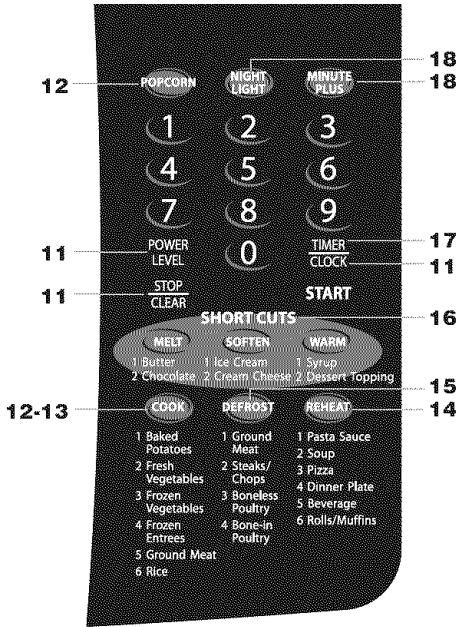 12 POPCORN NIGHT LIGHT 18
MINUTE PLUS 18
1 2 3
4 5 6
7 8 9
11 POWER LEVEL 0 TIMER 17
CLOCK 11
11 STOP
CLEAR START
SHORT CUTS 16
MELT SOFTEN WARM
1 Butter 1 Ice Cream 1 Syrup
2 Chocolate 2 Cream Cheese 2 Dessert Topping
15
12-13 COOK DEFROST REHEAT 14
1 Baked Potatoes
2 Fresh Vegetables
3 Frozen Vegetables
4 Frozen Entrees
5 Ground Meat
6 Rice
1 Ground Meat
2 Steaks/ Chops
3 Boneless Poultry
4 Bone-in Poultry
1 Pasta Sauce
2 Soup
3 Pizza
4 Dinner Plate
5 Beverage
6 Rolls/Muffins